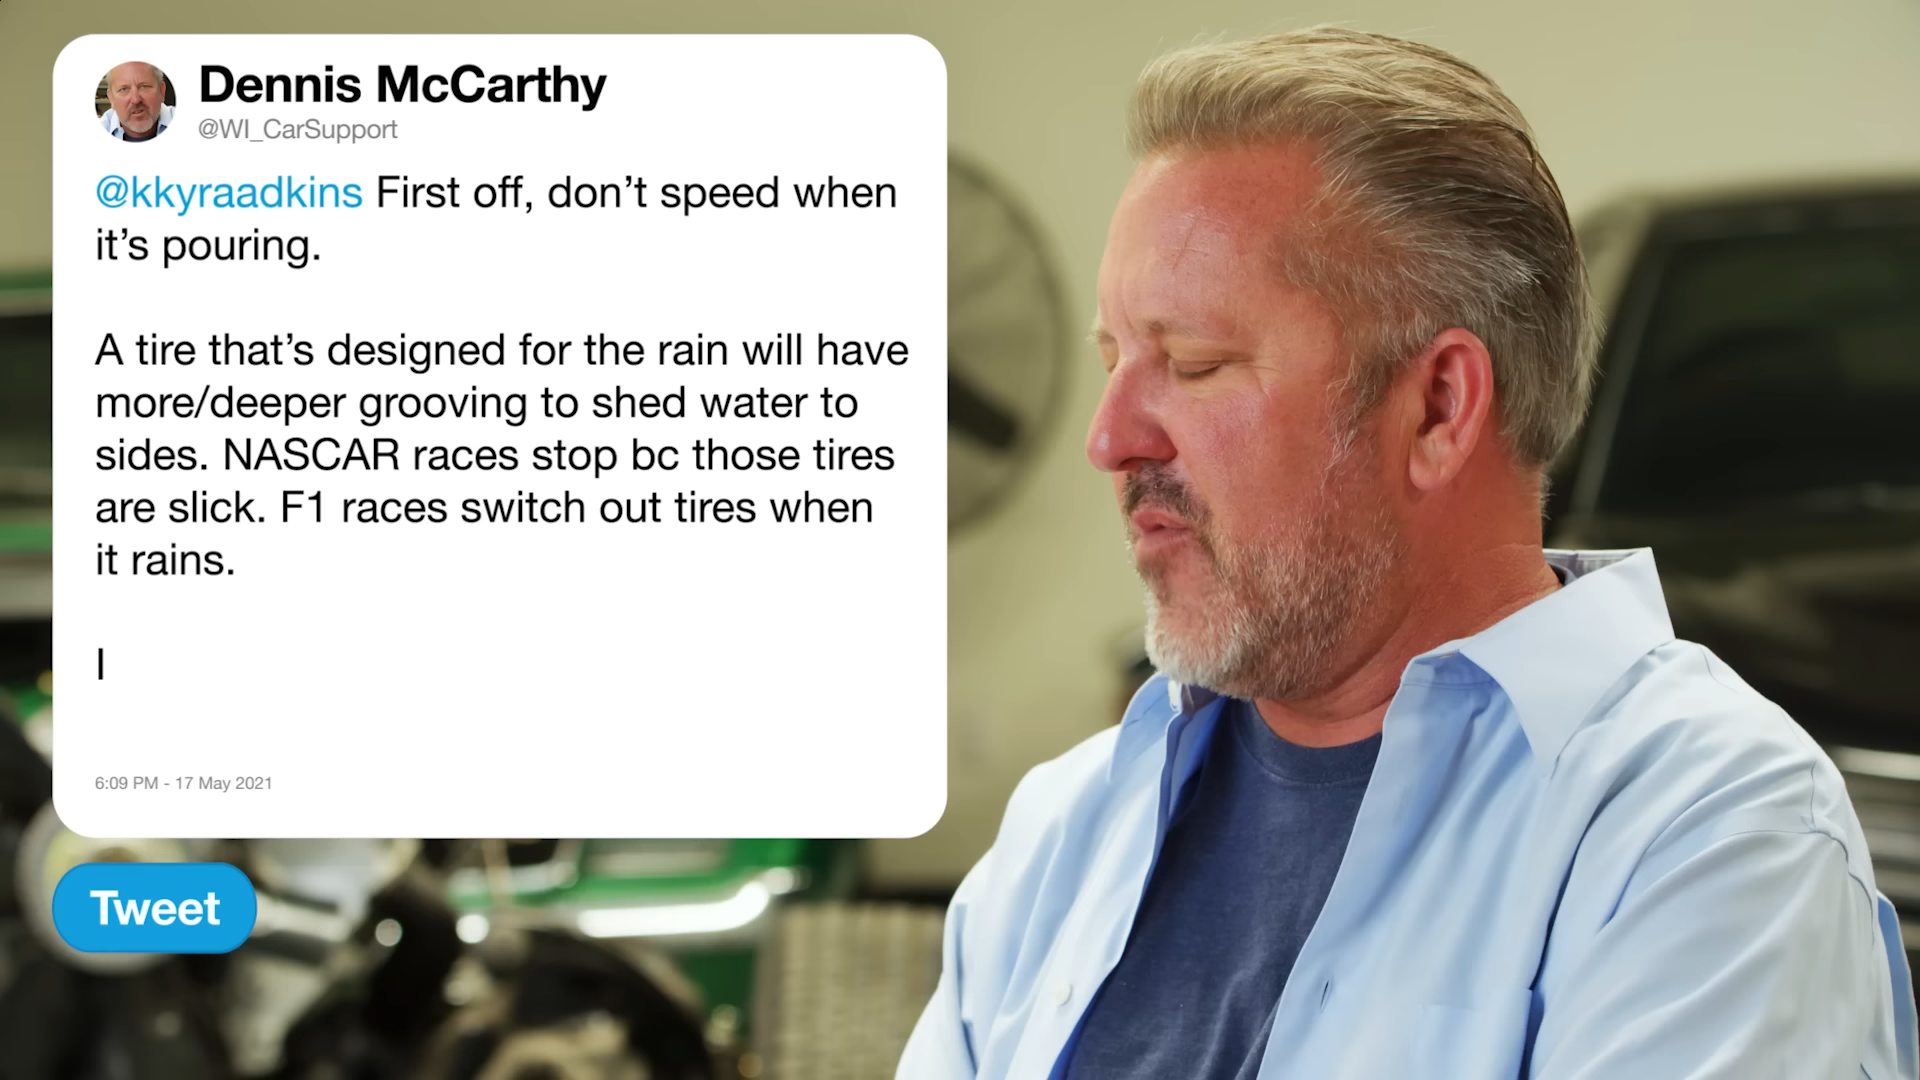 Dennis McCarthy
@WI_CarSupport
@kkyraadkins First off, don’t speed when
it’s pouring.
A tire that’s designed for the rain will have
more/deeper grooving to shed water to
sides. NASCAR races stop bc those tires
are slick. F1 races switch out tires when
it rains.
6:09 PM - 17 May 2021
Tweet